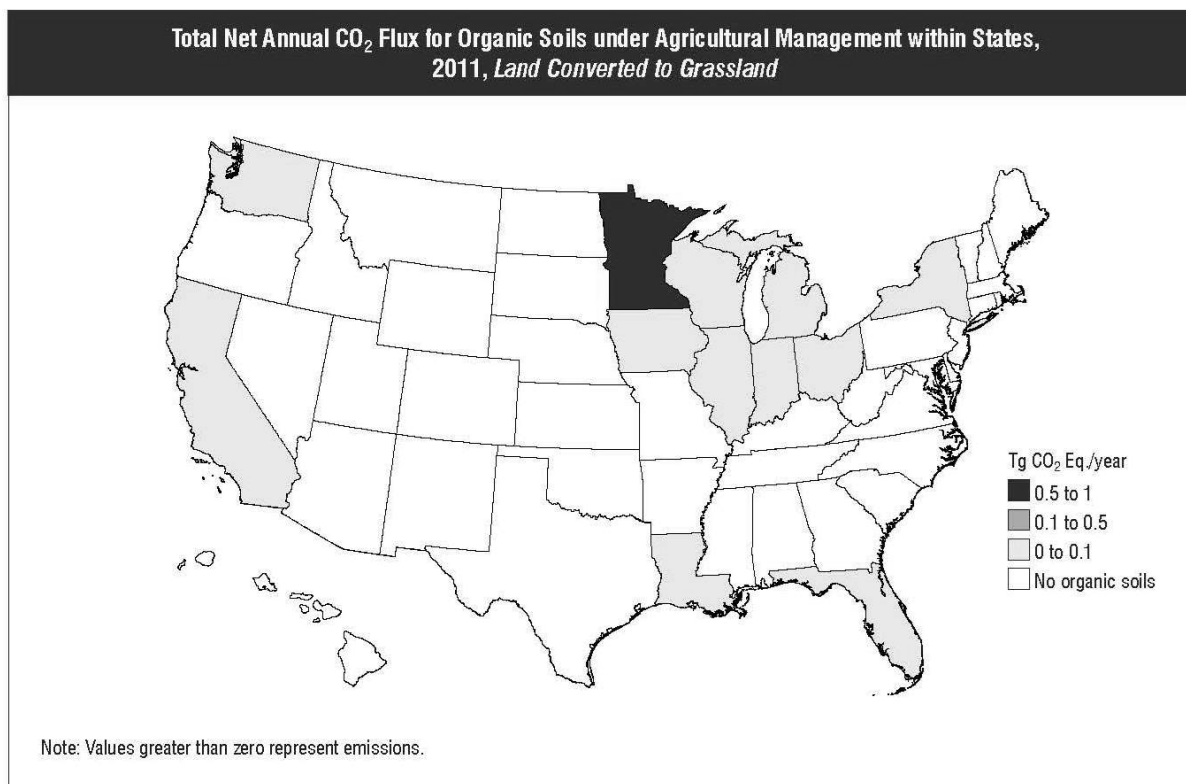 Total Net Annual CO₂ Flux for Organic Soils under Agricultural Management within States,
2011, Land Converted to Grassland
Tg CO₂ Eq./year
0.5 to 1
0.1 to 0.5
0 to 0.1
No organic soils
Note: Values greater than zero represent emissions.